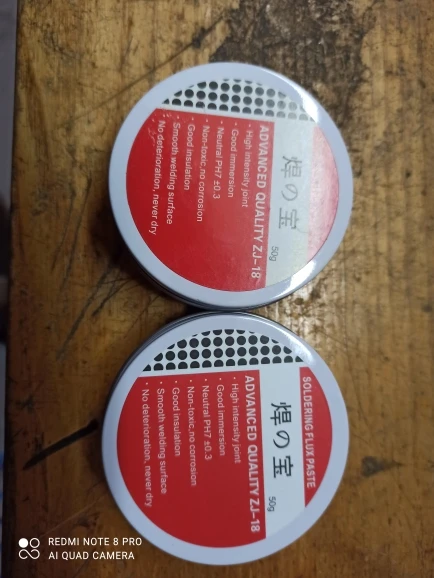 焊の宝
50g
ADVANCED QUALITY ZJ-18
· High intensity joint
· Good immersion
· Neutral PH7 ±0.3
· Non-toxic,no corrosion
· Good insulation
· Smooth welding surface
· No deterioration, never dry
SOLDERING FLUX PASTE
焊の宝
50g
ADVANCED QUALITY ZJ-18
· High intensity joint
· Good immersion
· Neutral PH7 ±0.3
· Non-toxic,no corrosion
· Good insulation
· Smooth welding surface
· No deterioration, never dry
REDMI NOTE 8 PRO
AI QUAD CAMERA